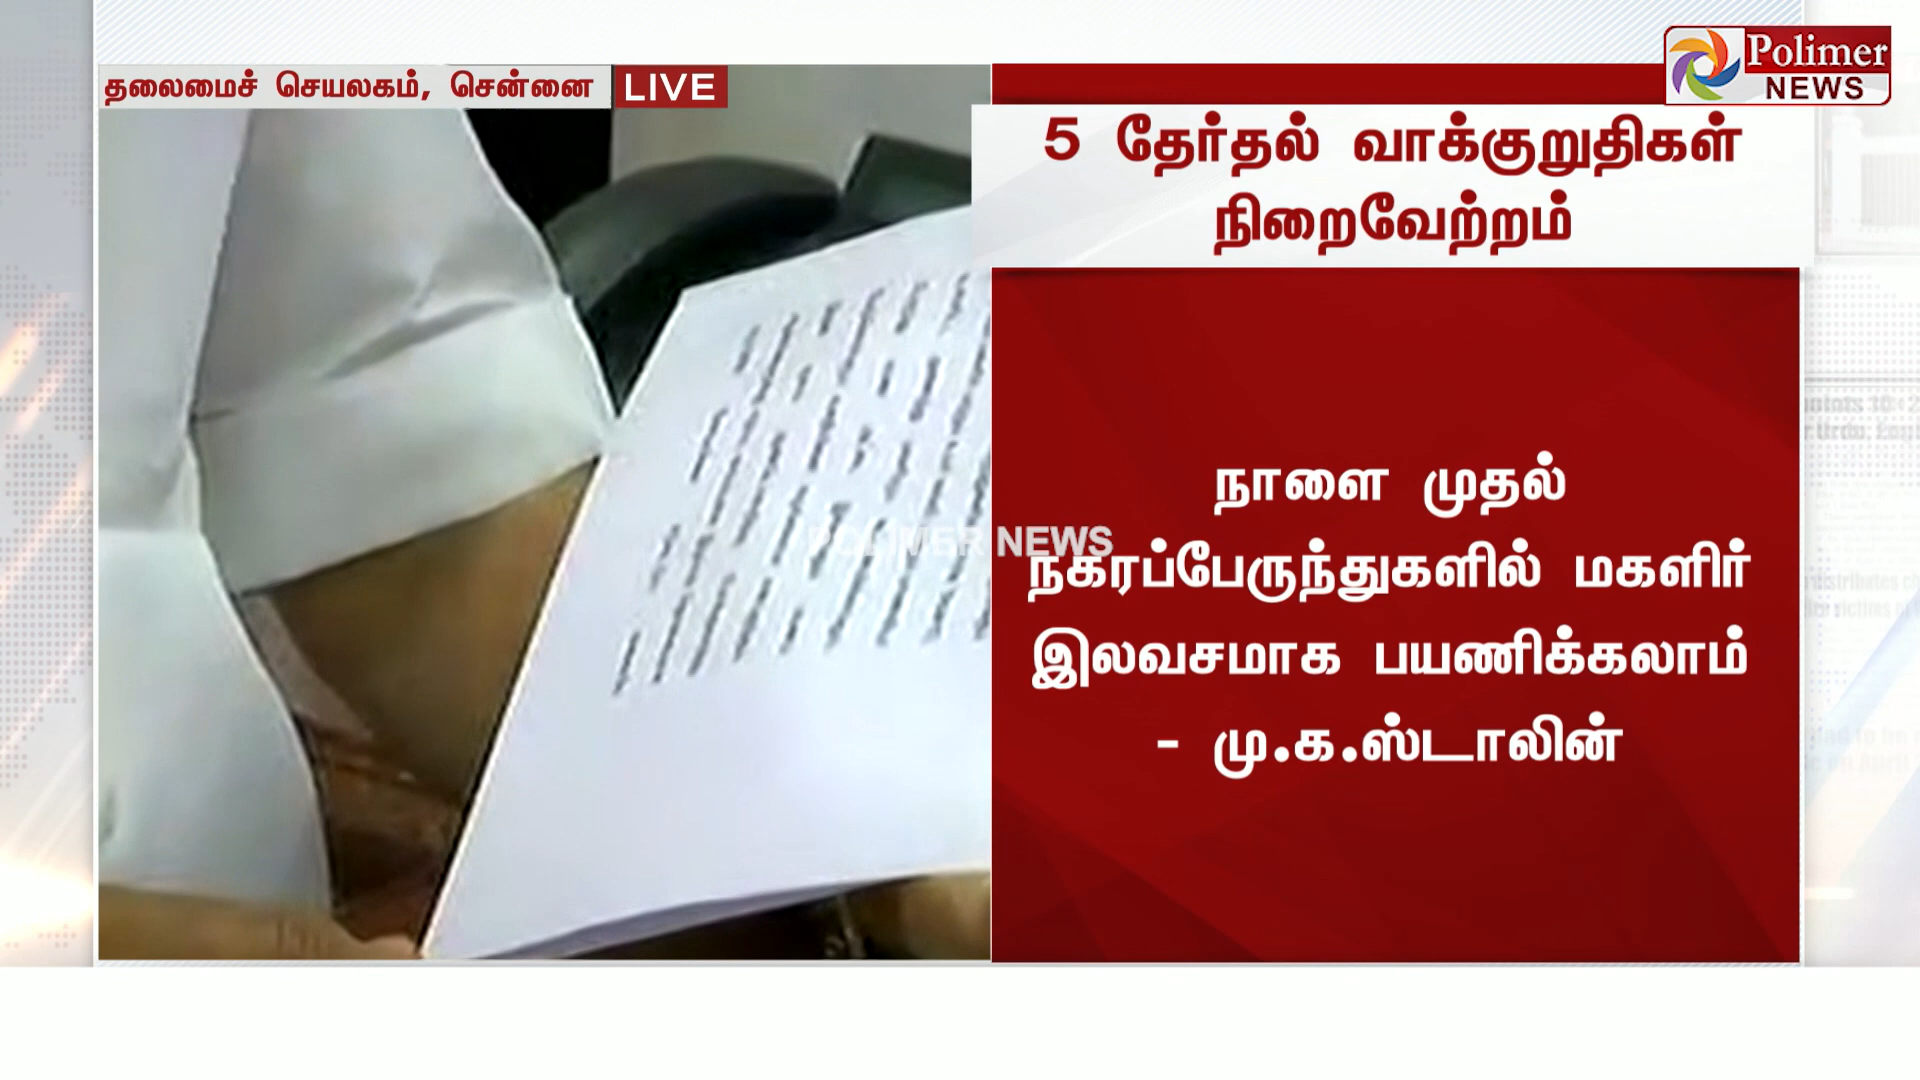 தலைமைச் செயலகம், சென்னை LIVE
Polimer
NEWS
5 தேர்தல் வாக்குறுதிகள்
நிறைவேற்றம்
நாளை முதல்
நகரப்பேருந்துகளில் மகளிர்
இலவசமாக பயணிக்கலாம்
- மு.க.ஸ்டாலின்
POLIMER NEWS